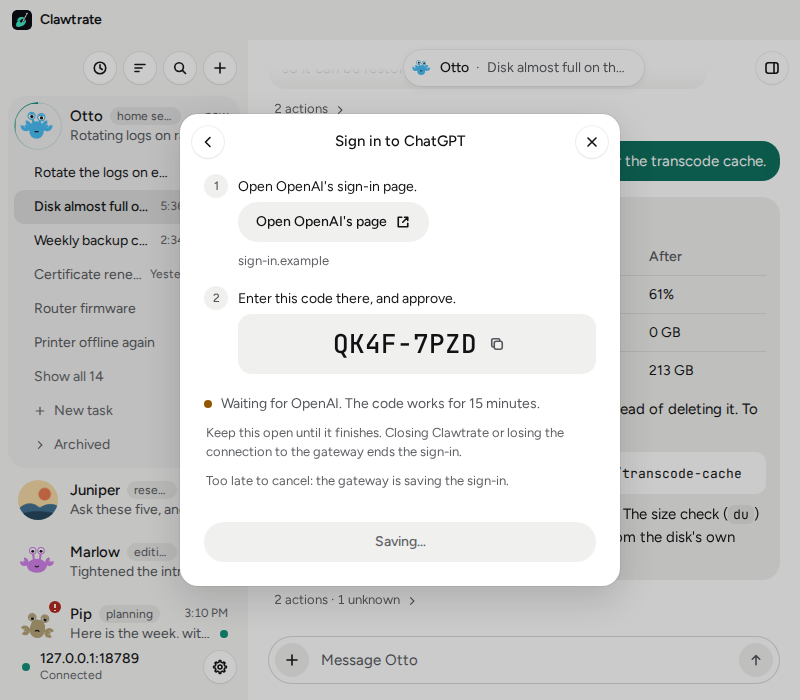 Clawtrate
Otto · Disk almost full on th...
2 actions
Otto home se...
Rotating logs on r
Rotate the logs on e...
Disk almost full o... 5:36
Weekly backup c... 2:34
Certificate rene... Yeste
Router firmware
Printer offline again
Show all 14
New task
Archived
Juniper rese...
Ask these five, an
Marlow editi...
Tightened the intr
Pip planning 3:10 PM
Here is the week. wit...
127.0.0.1:18789
Connected
the transcode cache.
After
61%
0 GB
213 GB
ead of deleting it. To
/transcode-cache
The size check ( du )
om the disk's own
2 actions · 1 unknown
Message Otto
Sign in to ChatGPT
1 Open OpenAI's sign-in page.
Open OpenAI's page
sign-in.example
2 Enter this code there, and approve.
QK4F-7PZD
Waiting for OpenAI. The code works for 15 minutes.
Keep this open until it finishes. Closing Clawtrate or losing the
connection to the gateway ends the sign-in.
Too late to cancel: the gateway is saving the sign-in.
Saving...